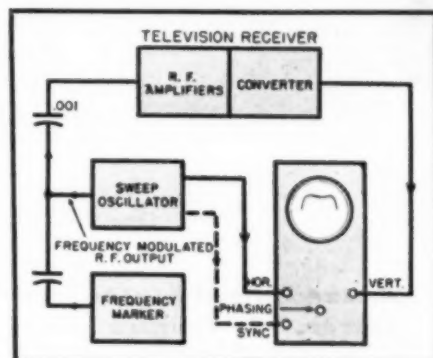 TELEVISION RECEIVER
R. F.
AMPLIFIERS
CONVERTER
.001
SWEEP
OSCILLATOR
FREQUENCY MODULATED
R. F. OUTPUT
HOR.
VERT.
PHASING
SYNC
FREQUENCY
MARKER